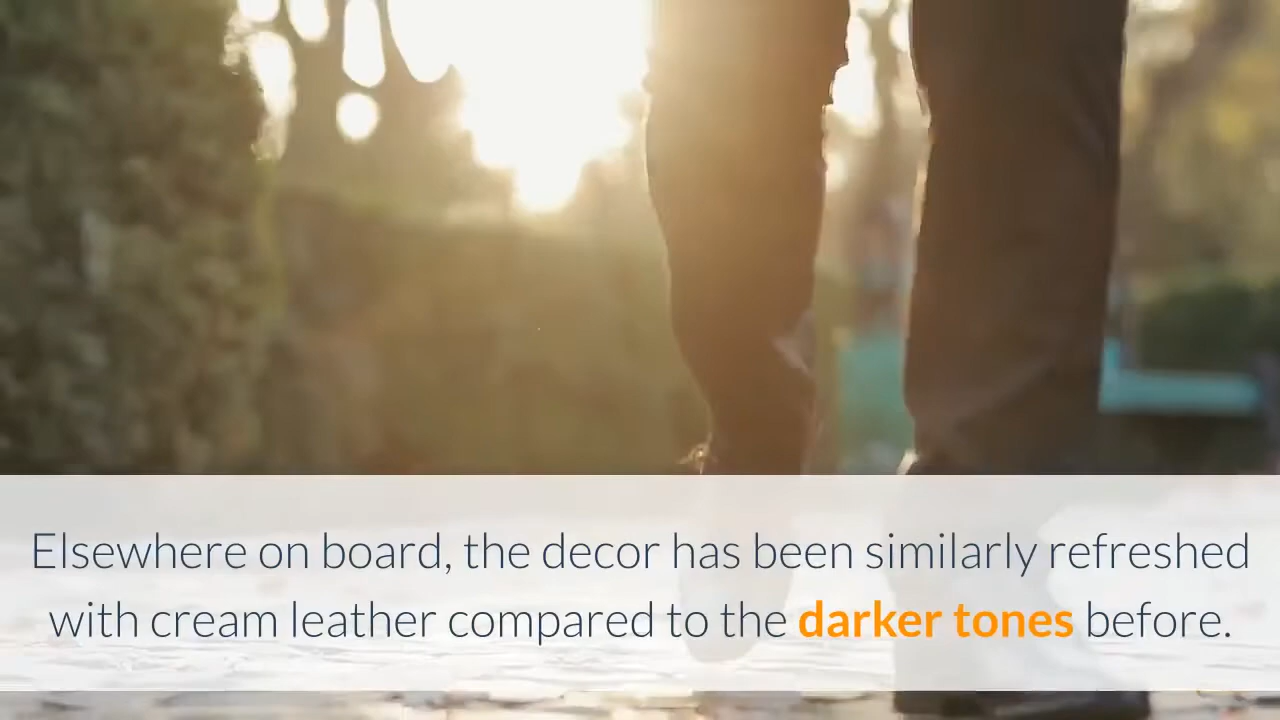 Elsewhere on board, the decor has been similarly refreshed
with cream leather compared to the darker tones before.